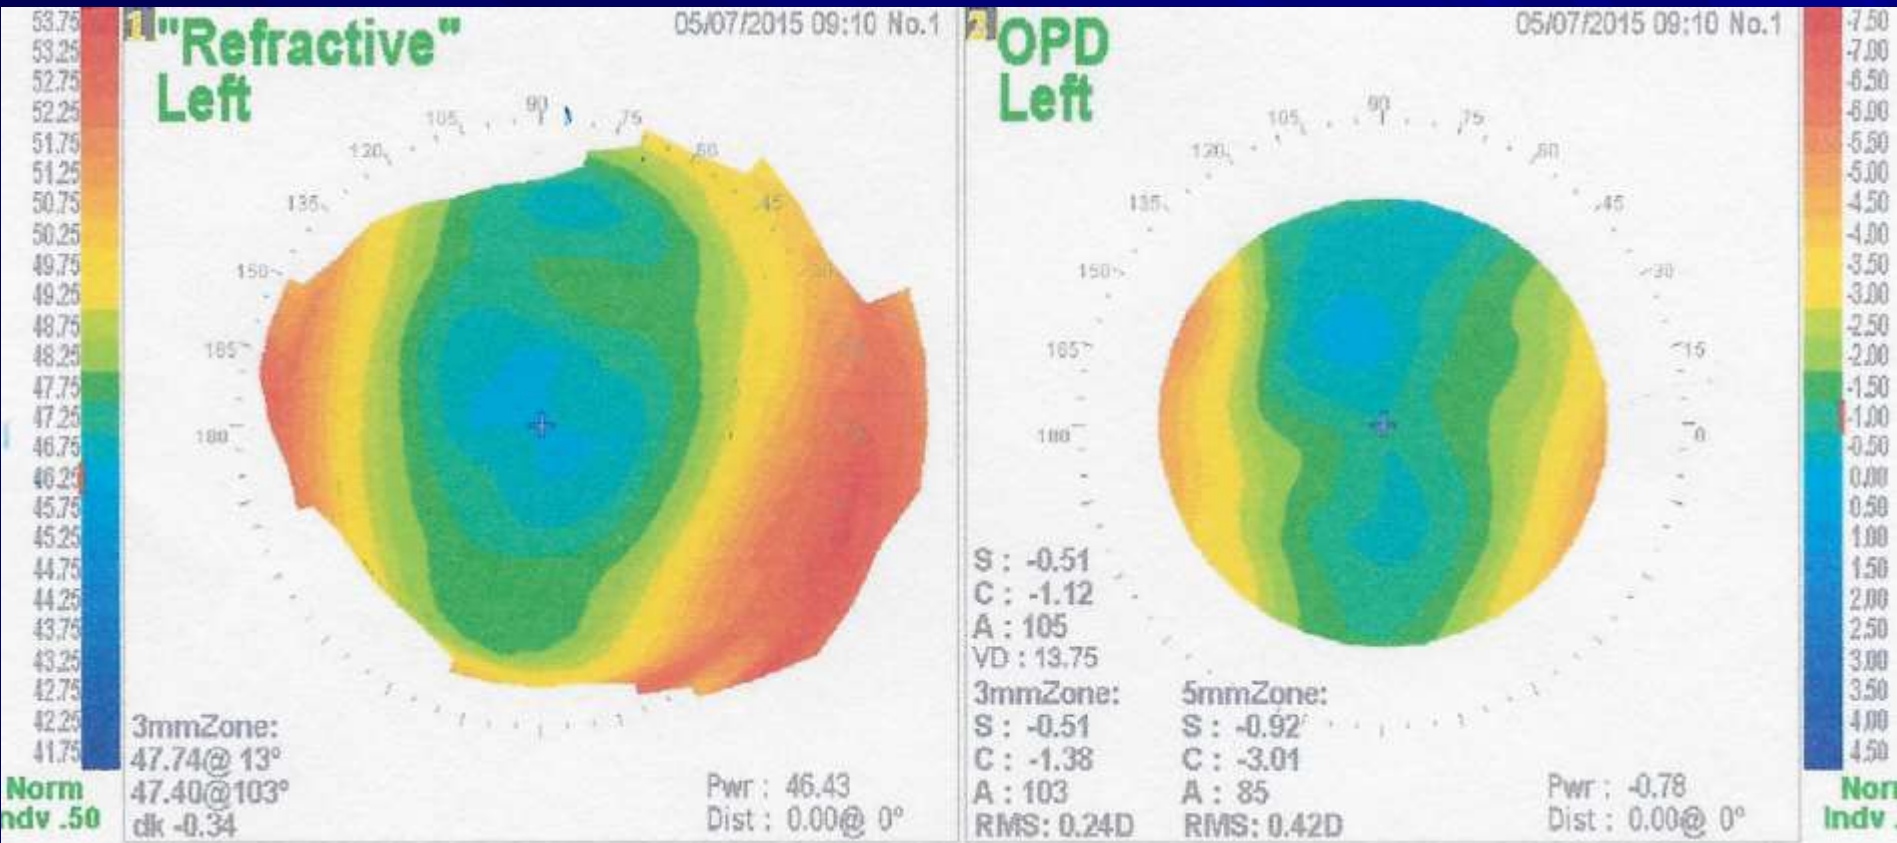 53.75
53.25
52.75
52.25
51.75
51.25
50.75
50.25
49.75
49.25
48.75
48.25
47.75
47.25
46.75
46.25
45.75
45.25
44.75
44.25
43.75
43.25
42.75
42.25
41.75
Norm
Indv .50
1 "Refractive"
Left
05/07/2015 09:10 No.1
90
105 75
120 60
135 45
150 30
165
180
3mmZone:
47.74@ 13°
47.40@103°
dk -0.34
Pwr : 46.43
Dist : 0.00@ 0°
2 OPD
Left
05/07/2015 09:10 No.1
90
105 75
120 60
135 45
150 30
165 15
180 0
S : -0.51
C : -1.12
A : 105
VD : 13.75
3mmZone: 5mmZone:
S : -0.51 S : -0.92
C : -1.38 C : -3.01
A : 103 A : 85
RMS: 0.24D RMS: 0.42D
Pwr : -0.78
Dist : 0.00@ 0°
-7.50
-7.00
-6.50
-6.00
-5.50
-5.00
-4.50
-4.00
-3.50
-3.00
-2.50
-2.00
-1.50
-1.00
-0.50
0.00
0.50
1.00
1.50
2.00
2.50
3.00
3.50
4.00
4.50
Norm
Indv .